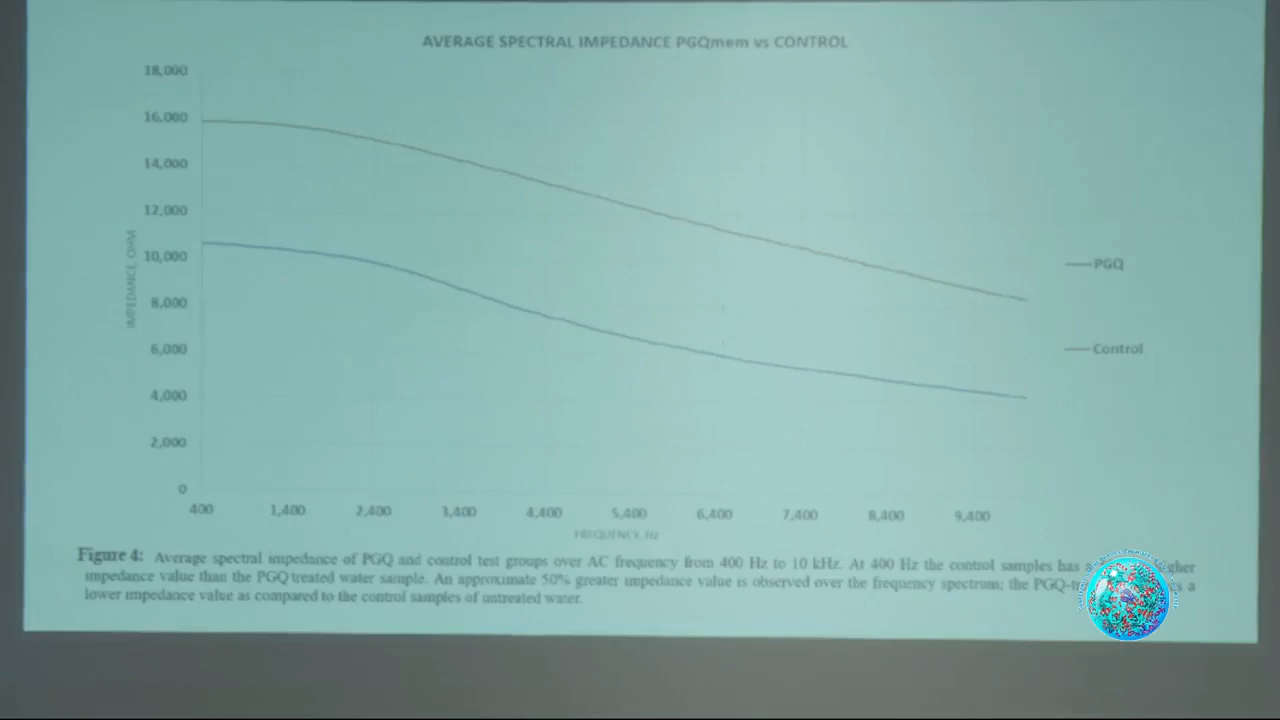 AVERAGE SPECTRAL IMPEDANCE PGQmem vs CONTROL
18,000
16,000
14,000
12,000
10,000
8,000
6,000
4,000
2,000
0
IMPEDANCE, OHM
400 1,400 2,400 3,400 4,400 5,400 6,400 7,400 8,400 9,400
FREQUENCY, Hz
PGQ
Control
Figure 4: Average spectral impedance of PGQ and control test groups over AC frequency from 400 Hz to 10 kHz. At 400 Hz the control samples has
impedance value than the PGQ treated water sample. An approximate 50% greater impedance value is observed over the frequency spectrum; the a
lower impedance value as compared to the control samples of untreated water.